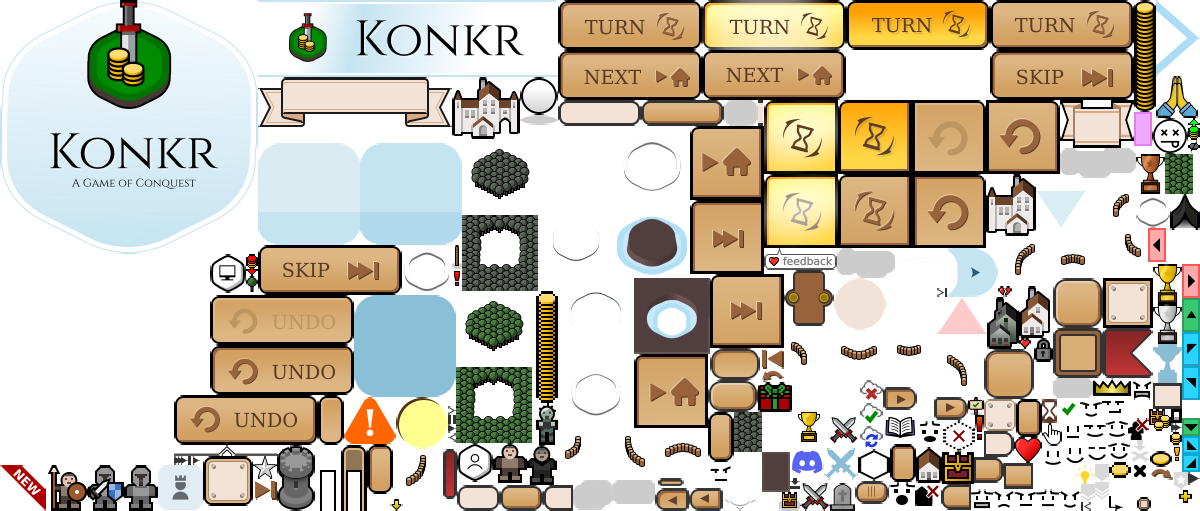 KONKR
A GAME OF CONQUEST
KONKR
TURN
TURN
TURN
TURN
NEXT
NEXT
SKIP
feedback
SKIP
UNDO
UNDO
UNDO
NEW